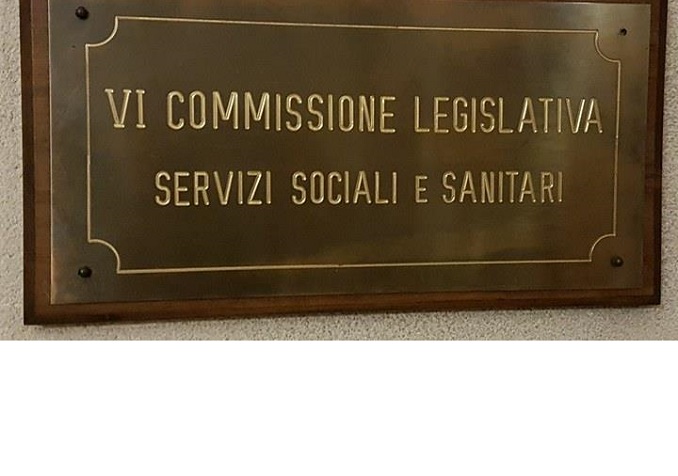 VI COMMISSIONE LEGISLATIVA
SERVIZI SOCIALI E SANITARI